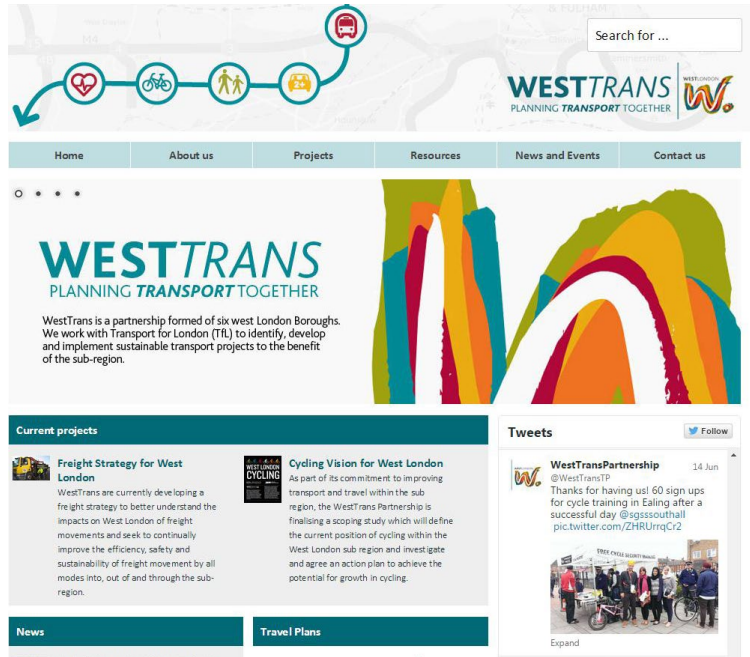 Search for ...
WESTTRANS
PLANNING TRANSPORT TOGETHER
WESTLONDON
Home
About us
Projects
Resources
News and Events
Contact us
WESTTRANS
PLANNING TRANSPORT TOGETHER
WestTrans is a partnership formed of six west London Boroughs.
We work with Transport for London (TfL) to identify, develop
and implement sustainable transport projects to the benefit
of the sub-region.
Current projects
Freight Strategy for West
London
WestTrans are currently developing a
freight strategy to better understand the
impacts on West London of freight
movements and seek to continually
improve the efficiency, safety and
sustainability of freight movement by all
modes into, out of and through the sub-
region.
WEST LONDON
CYCLING
Cycling Vision for West London
As part of its commitment to improving
transport and travel within the sub
region, the WestTrans Partnership is
finalising a scoping study which will define
the current position of cycling within the
West London sub region and investigate
and agree an action plan to achieve the
potential for growth in cycling.
Tweets
Follow
WestTransPartnership
14 Jun
@WestTransTP
Thanks for having us! 60 sign ups
for cycle training in Ealing after a
successful day @sgsssouthall
pic.twitter.com/ZHRUrrqCr2
FREE CYCLE SECURITY
Expand
News
Travel Plans